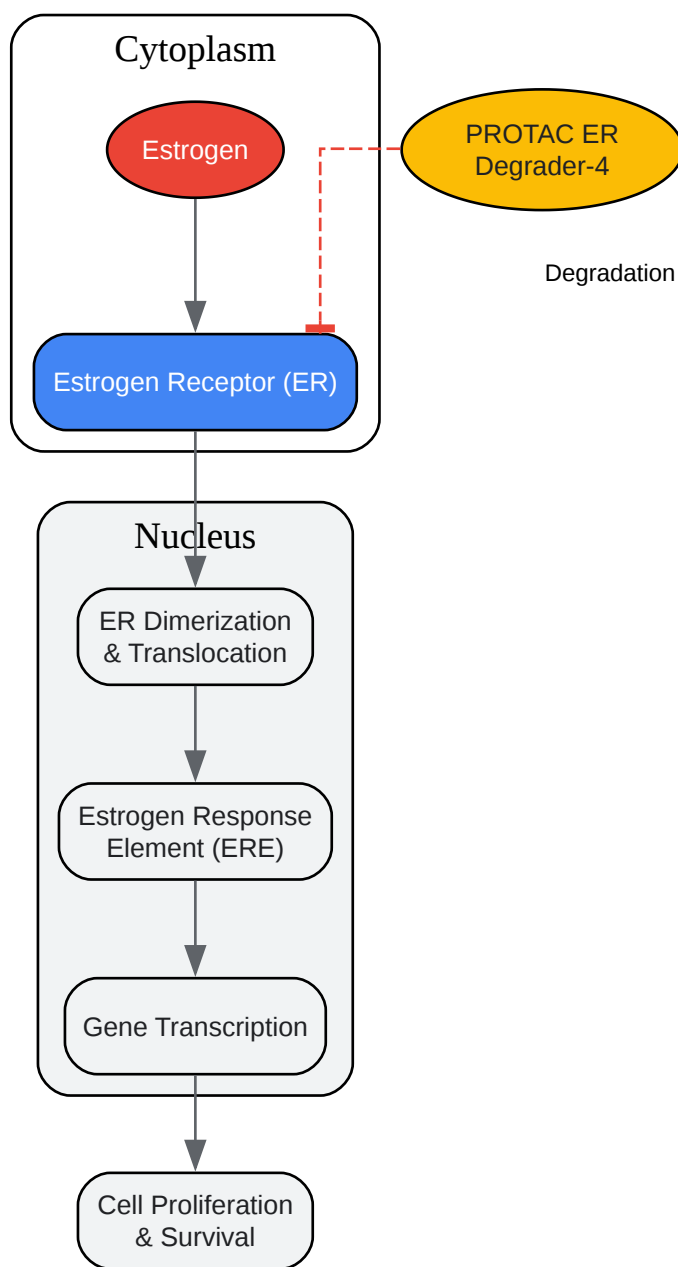 Cytoplasm
Estrogen
PROTAC ER
Degrader-4
Degradation
Estrogen Receptor (ER)
Nucleus
ER Dimerization
& Translocation
Estrogen Response
Element (ERE)
Gene Transcription
Cell Proliferation
& Survival